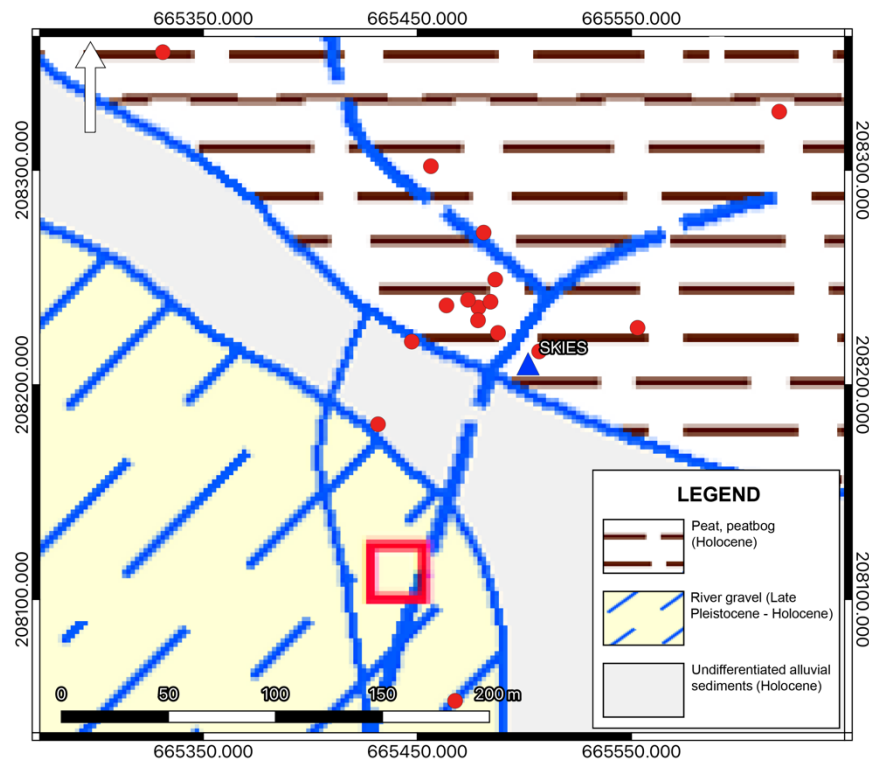 665350.000 665450.000 665550.000
208300.000 208300.000
SKIES
208200.000 208200.000
LEGEND
Peat, peatbog
(Holocene)
River gravel (Late
Pleistocene - Holocene)
208100.000 208100.000
Undifferentiated alluvial
sediments (Holocene)
0 50 100 150 200 m
665350.000 665450.000 665550.000